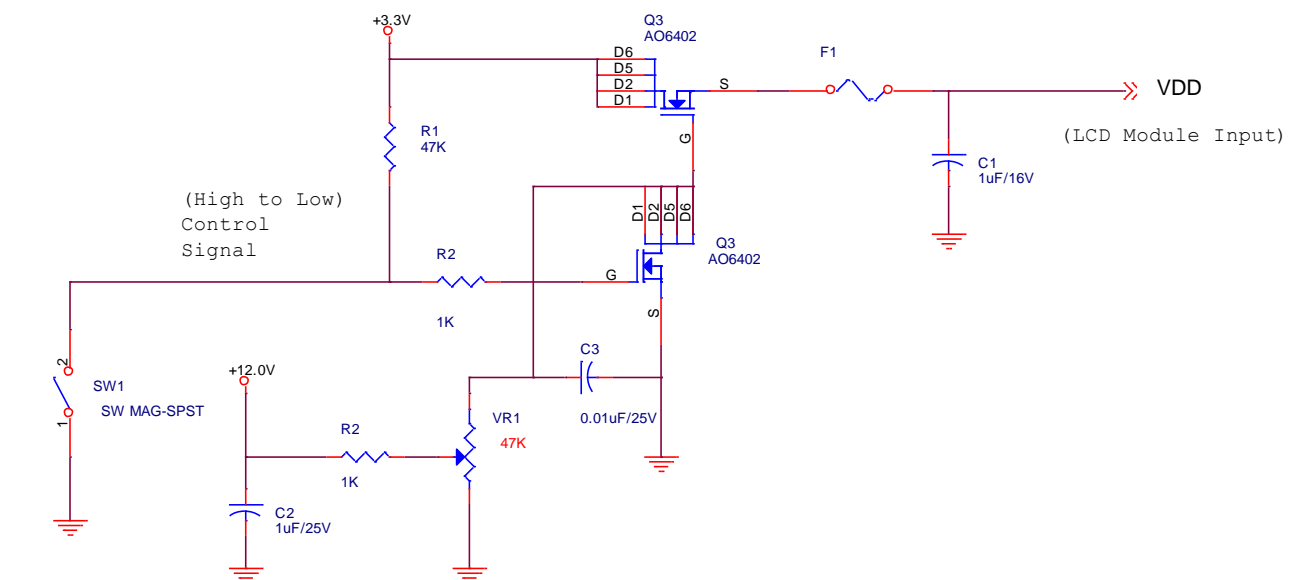 +3.3V
Q3
AO6402
D6
D5
D2
D1
S
G
F1
VDD
(LCD Module Input)
R1
47K
C1
1uF/16V
(High to Low)
Control
Signal
D1
D2
D5
D6
Q3
AO6402
R2
1K
G
S
+12.0V
C3
0.01uF/25V
2
SW1
SW MAG-SPST
1
R2
1K
VR1
47K
C2
1uF/25V